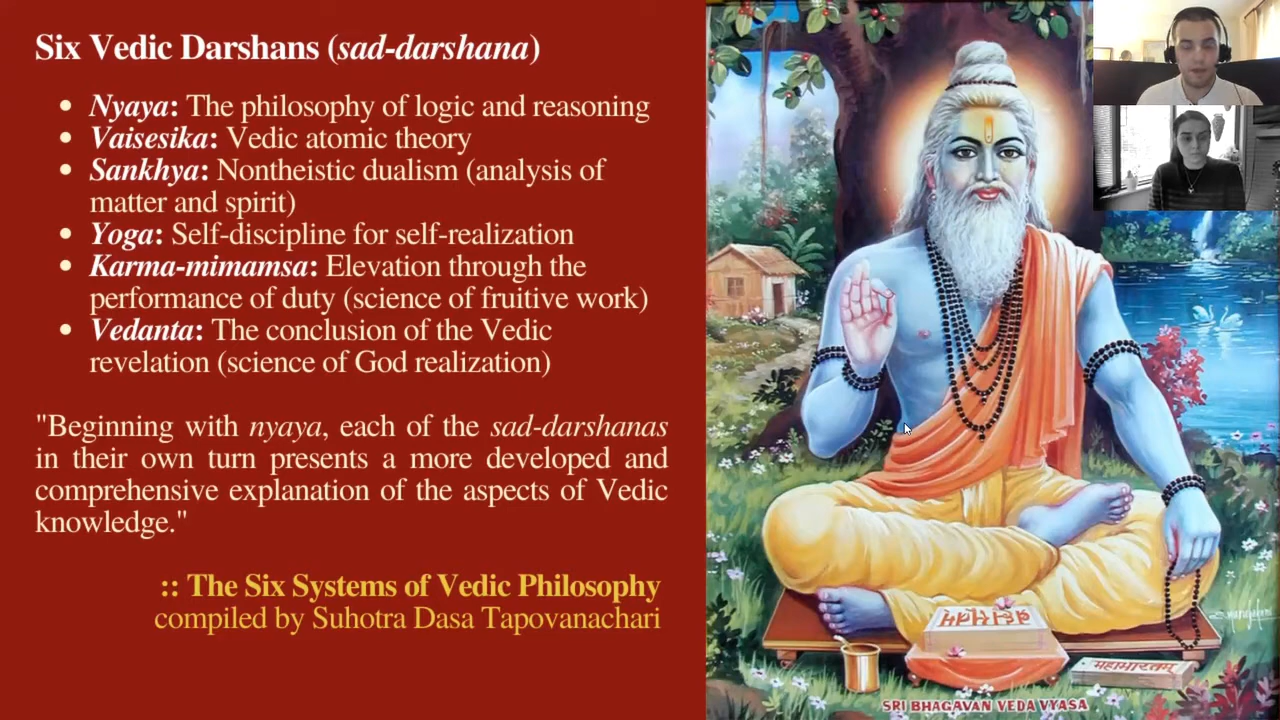 Six Vedic Darshans (sad-darshana)
• Nyaya: The philosophy of logic and reasoning
• Vaisesika: Vedic atomic theory
• Sankhya: Nontheistic dualism (analysis of
matter and spirit)
• Yoga: Self-discipline for self-realization
• Karma-mimamsa: Elevation through the
performance of duty (science of fruitive work)
• Vedanta: The conclusion of the Vedic
revelation (science of God realization)
"Beginning with nyaya, each of the sad-darshanas
in their own turn presents a more developed and
comprehensive explanation of the aspects of Vedic
knowledge."
:: The Six Systems of Vedic Philosophy
compiled by Suhotra Dasa Tapovanachari
महाभारतम्
SRI BHAGAVAN VEDA VYASA